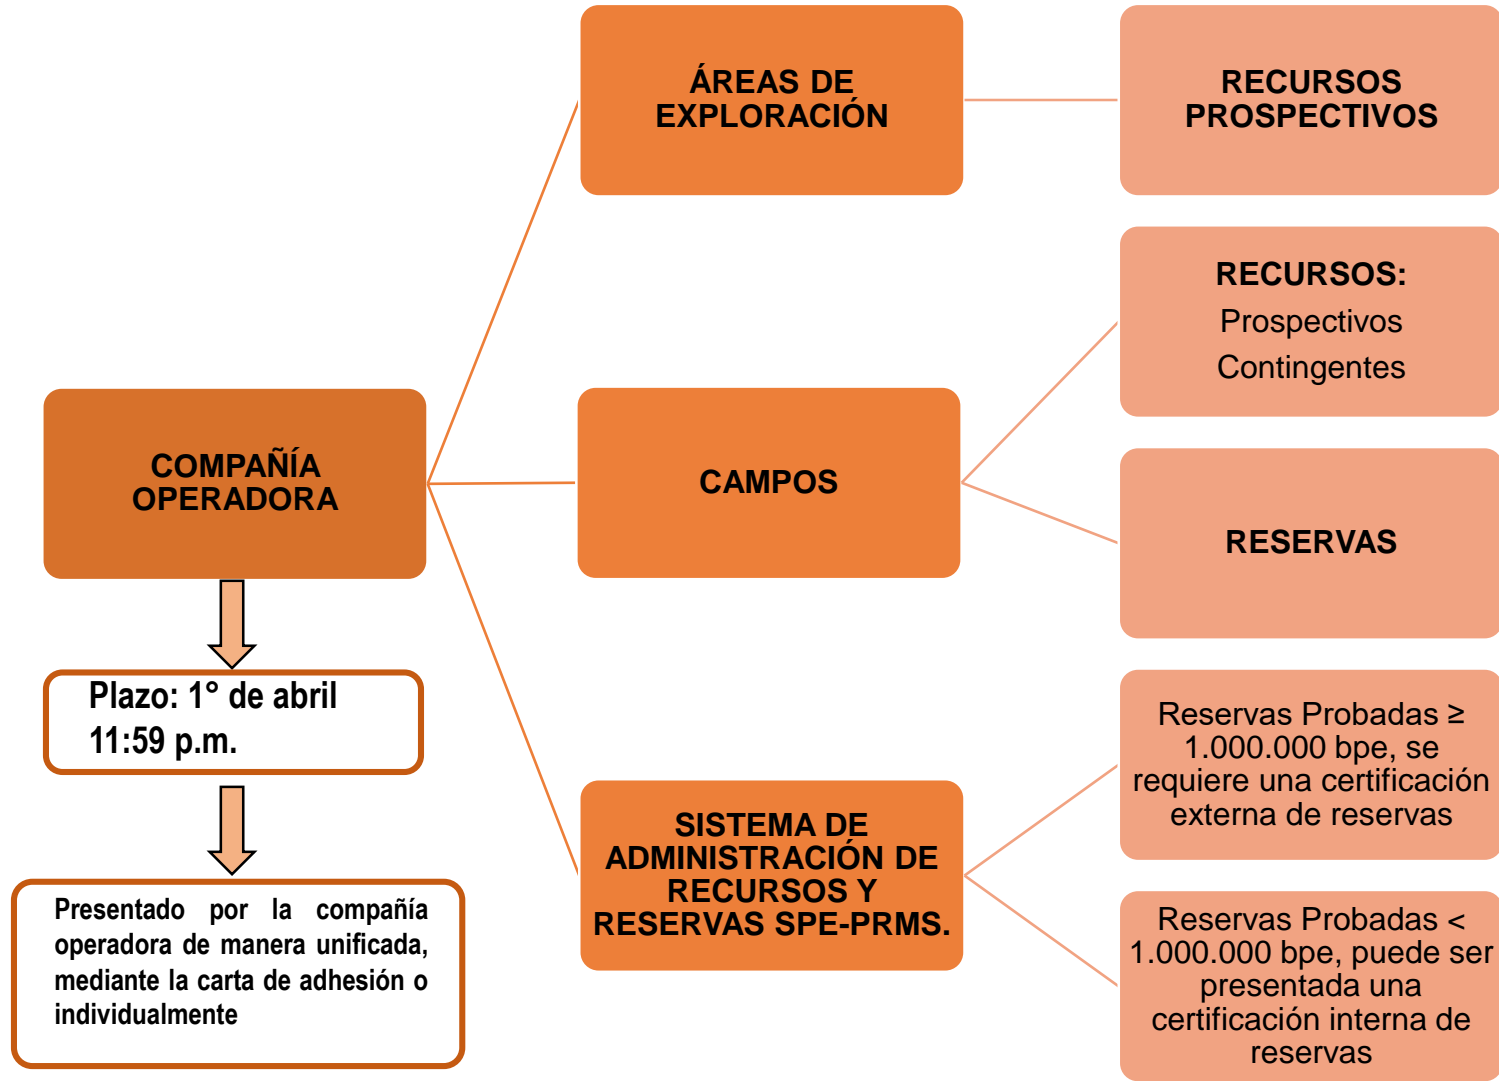 ÁREAS DE
EXPLORACIÓN
RECURSOS
PROSPECTIVOS
RECURSOS:
Prospectivos
Contingentes
COMPAÑÍA
OPERADORA
CAMPOS
RESERVAS
Plazo: 1° de abril
11:59 p.m.
Presentado por la compañía
operadora de manera unificada,
mediante la carta de adhesión o
individualmente
SISTEMA DE
ADMINISTRACIÓN DE
RECURSOS Y
RESERVAS SPE-PRMS.
Reservas Probadas ≥
1.000.000 bpe, se
requiere una certificación
externa de reservas
Reservas Probadas <
1.000.000 bpe, puede ser
presentada una
certificación interna de
reservas